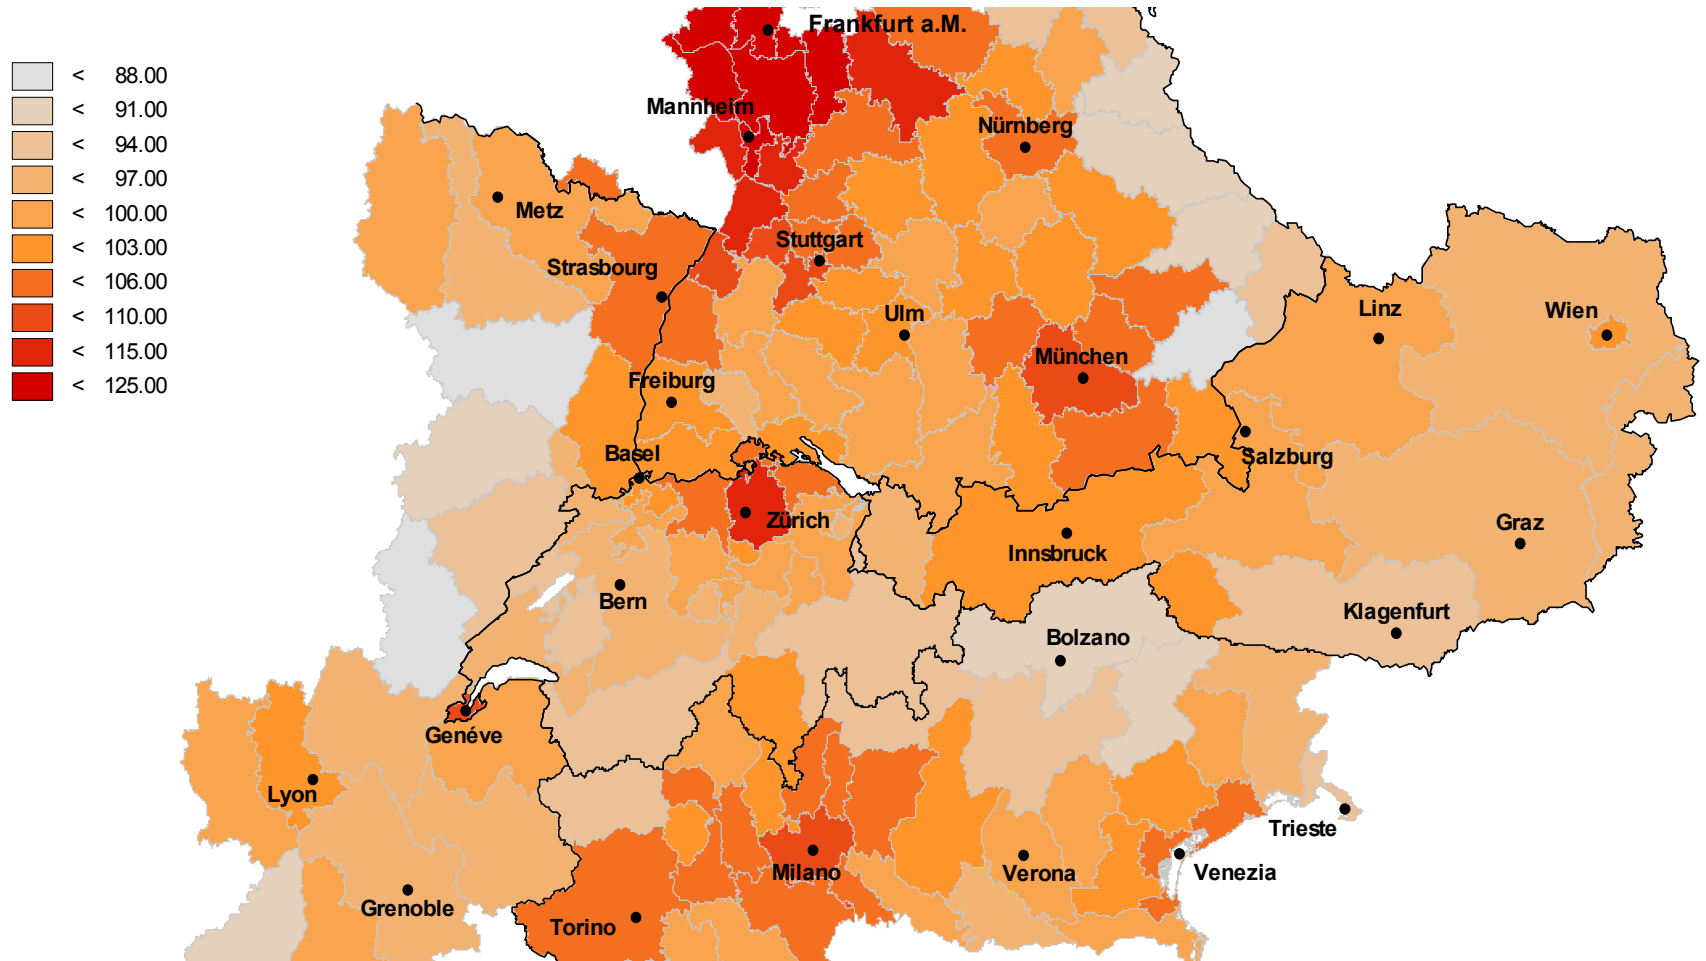 < 88.00
< 91.00
< 94.00
< 97.00
< 100.00
< 103.00
< 106.00
< 110.00
< 115.00
< 125.00
Frankfurt a.M.
Mannheim
Nürnberg
Metz
Stuttgart
Strasbourg
Ulm
Linz
Wien
München
Freiburg
Basel
Salzburg
Zürich
Graz
Innsbruck
Bern
Klagenfurt
Bolzano
Genéve
Lyon
Trieste
Milano
Verona
Venezia
Grenoble
Torino